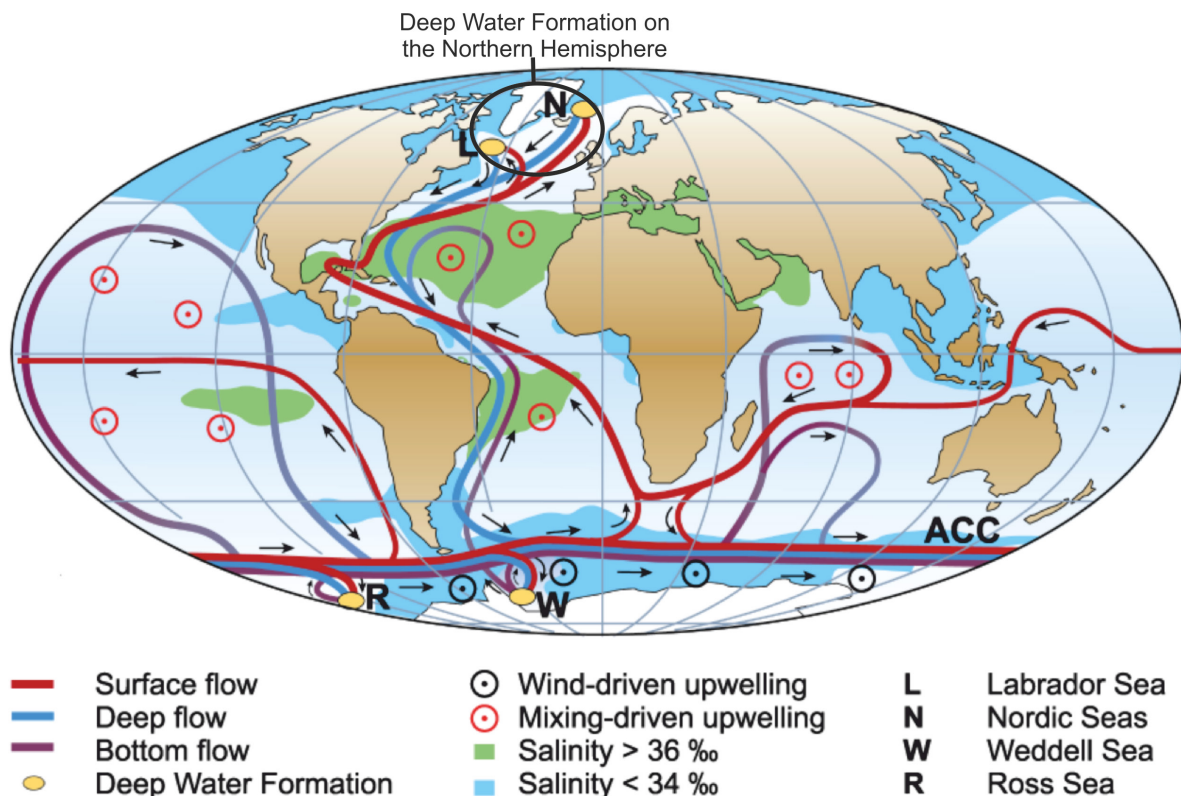 Deep Water Formation on
the Northern Hemisphere
N
L
ACC
R
W
Surface flow
Deep flow
Bottom flow
Deep Water Formation
Wind-driven upwelling
Mixing-driven upwelling
Salinity > 36 ‰
Salinity < 34 ‰
L Labrador Sea
N Nordic Seas
W Weddell Sea
R Ross Sea